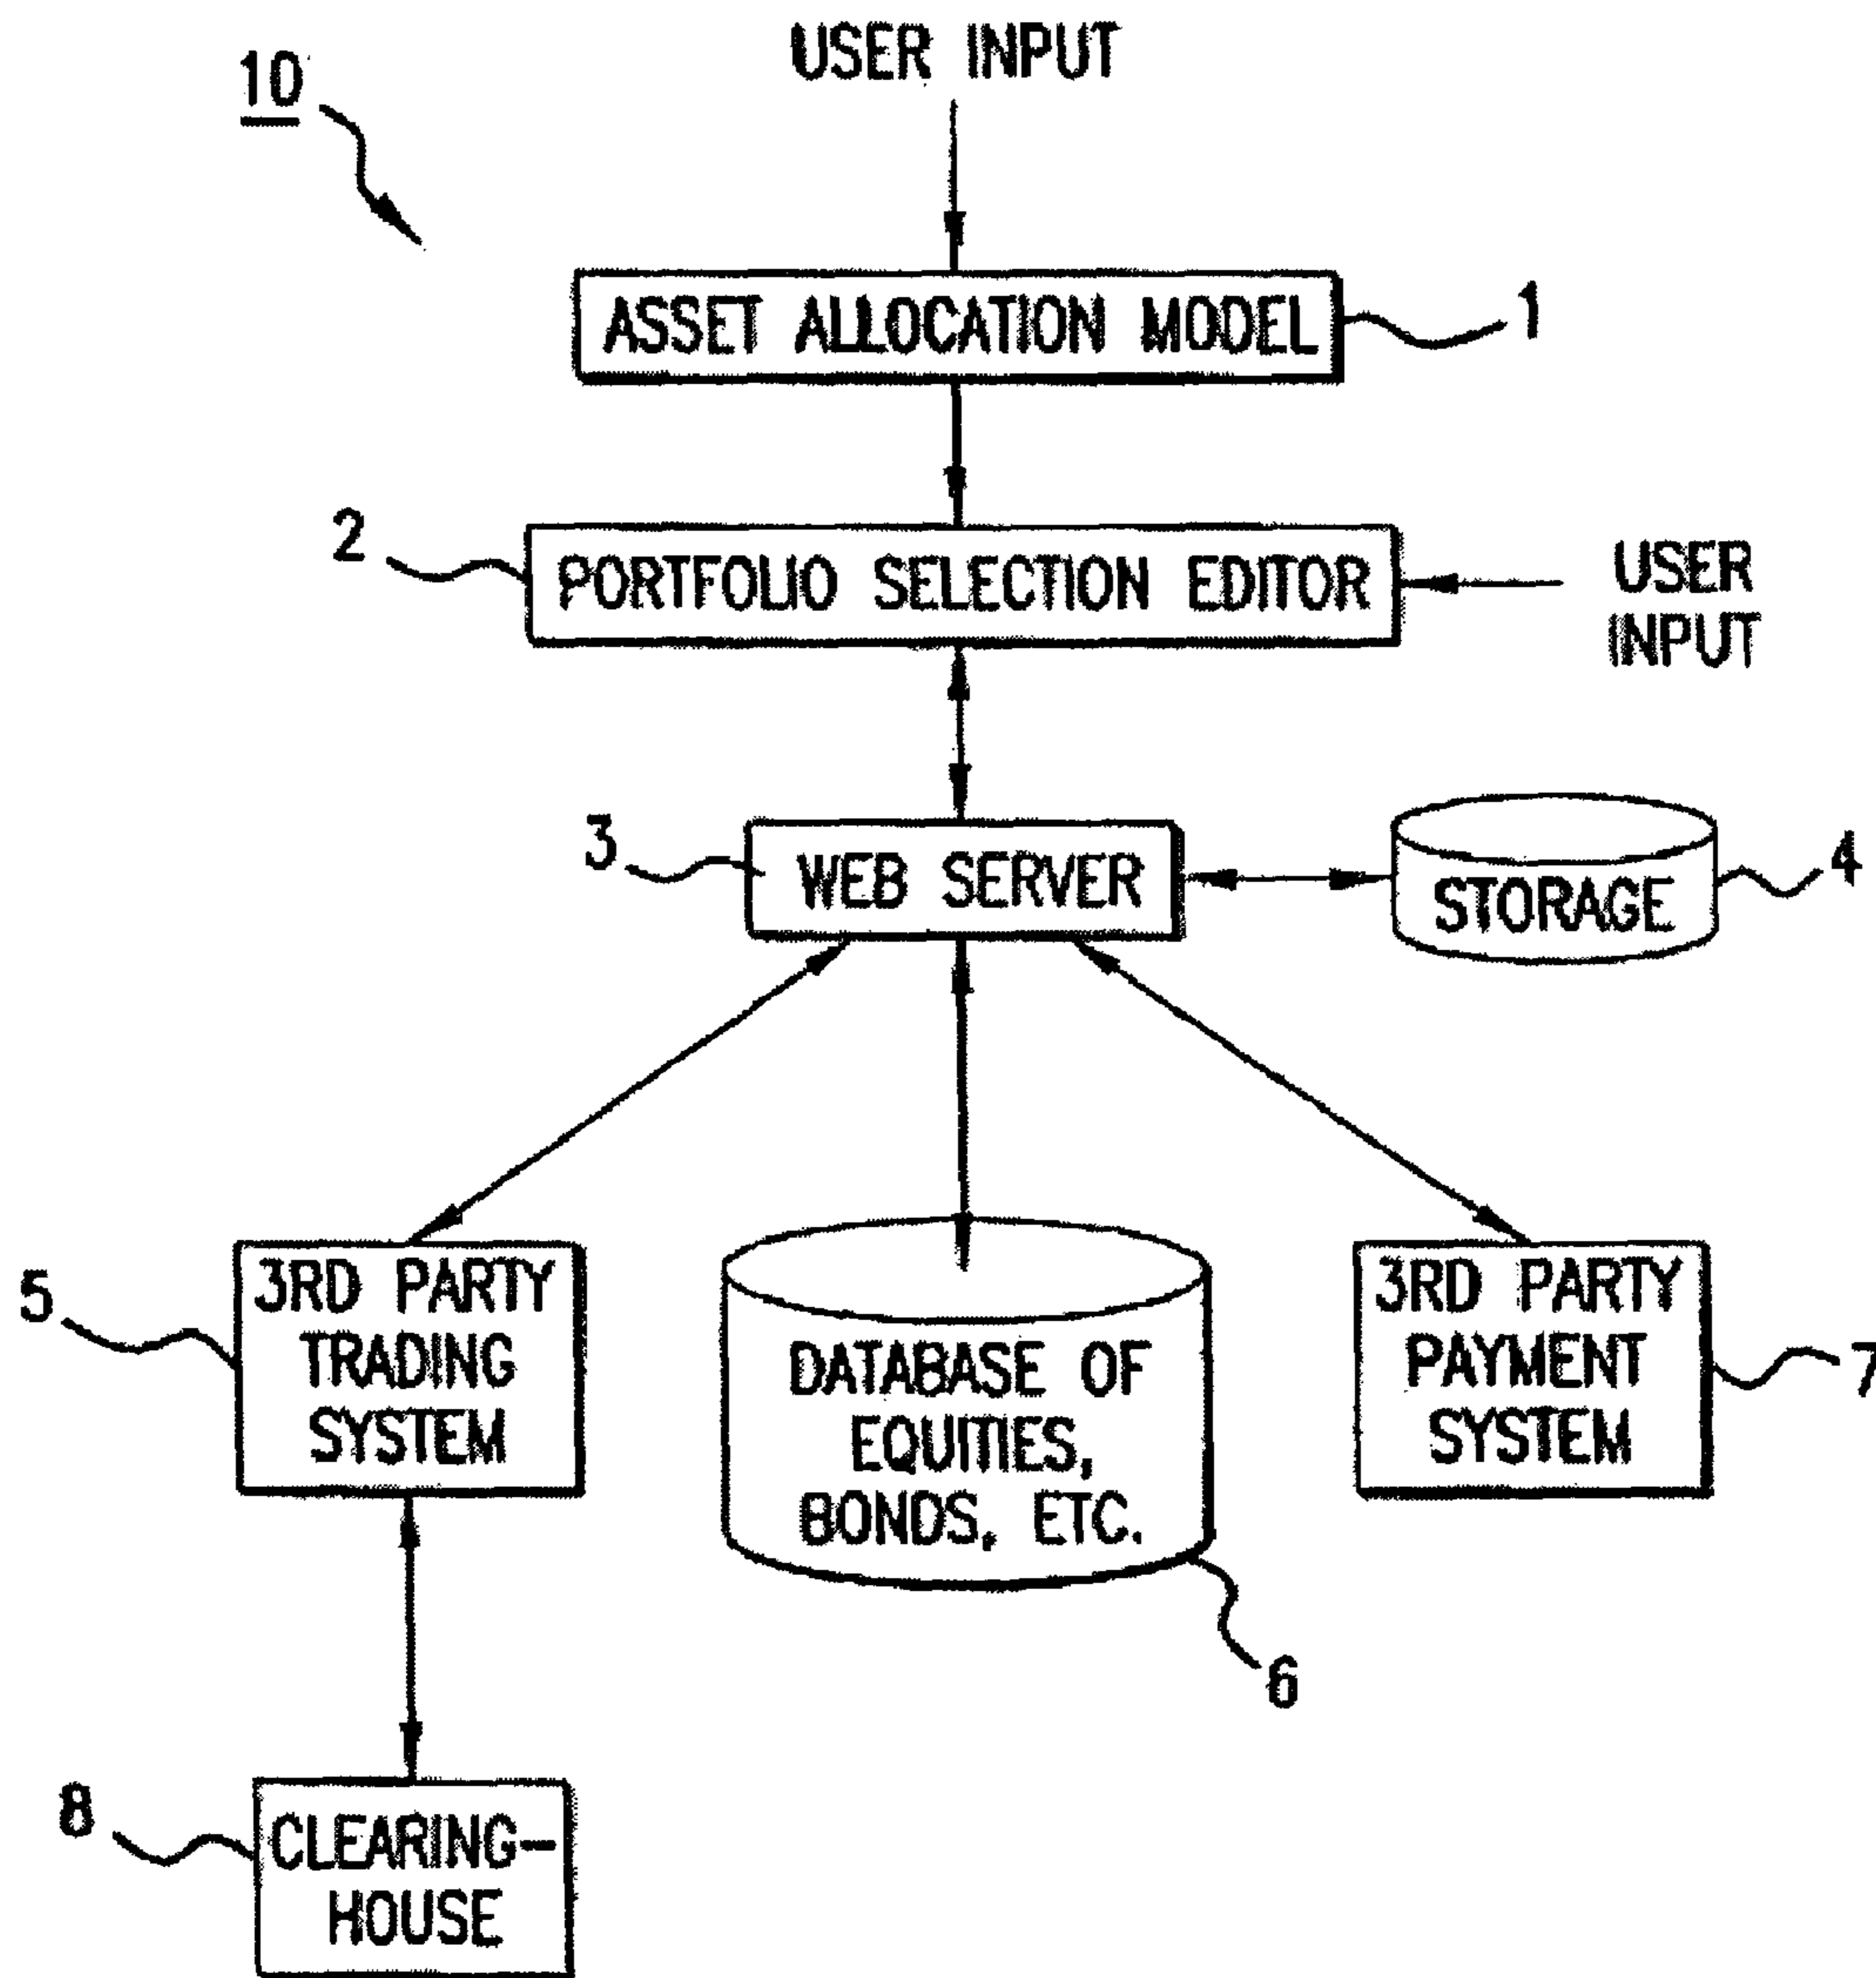 10
USER INPUT
ASSET ALLOCATION MODEL
1
2
PORTFOLIO SELECTION EDITOR
USER
INPUT
3
WEB SERVER
STORAGE
4
5
3RD PARTY
TRADING
SYSTEM
DATABASE OF
EQUITIES,
BONDS, ETC.
6
3RD PARTY
PAYMENT
SYSTEM
7
8
CLEARING-
HOUSE